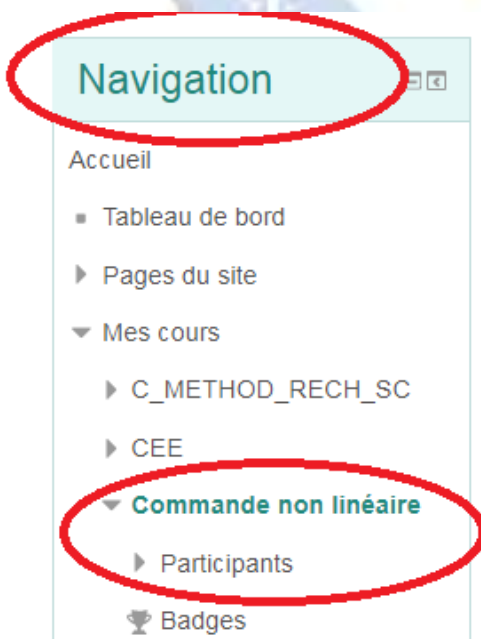 Navigation
Accueil
Tableau de bord
Pages du site
Mes cours
C_METHOD_RECH_SC
CEE
Commande non linéaire
Participants
Badges